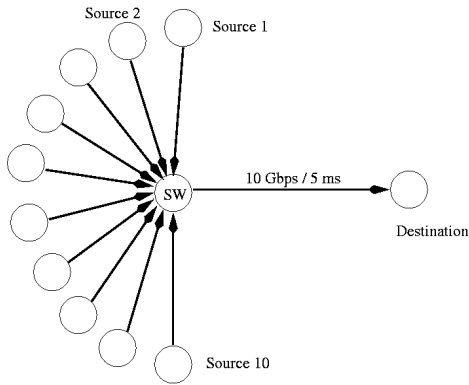 Source 2
Source 1
10 Gbps / 5 ms
SW
Destination
Source 10